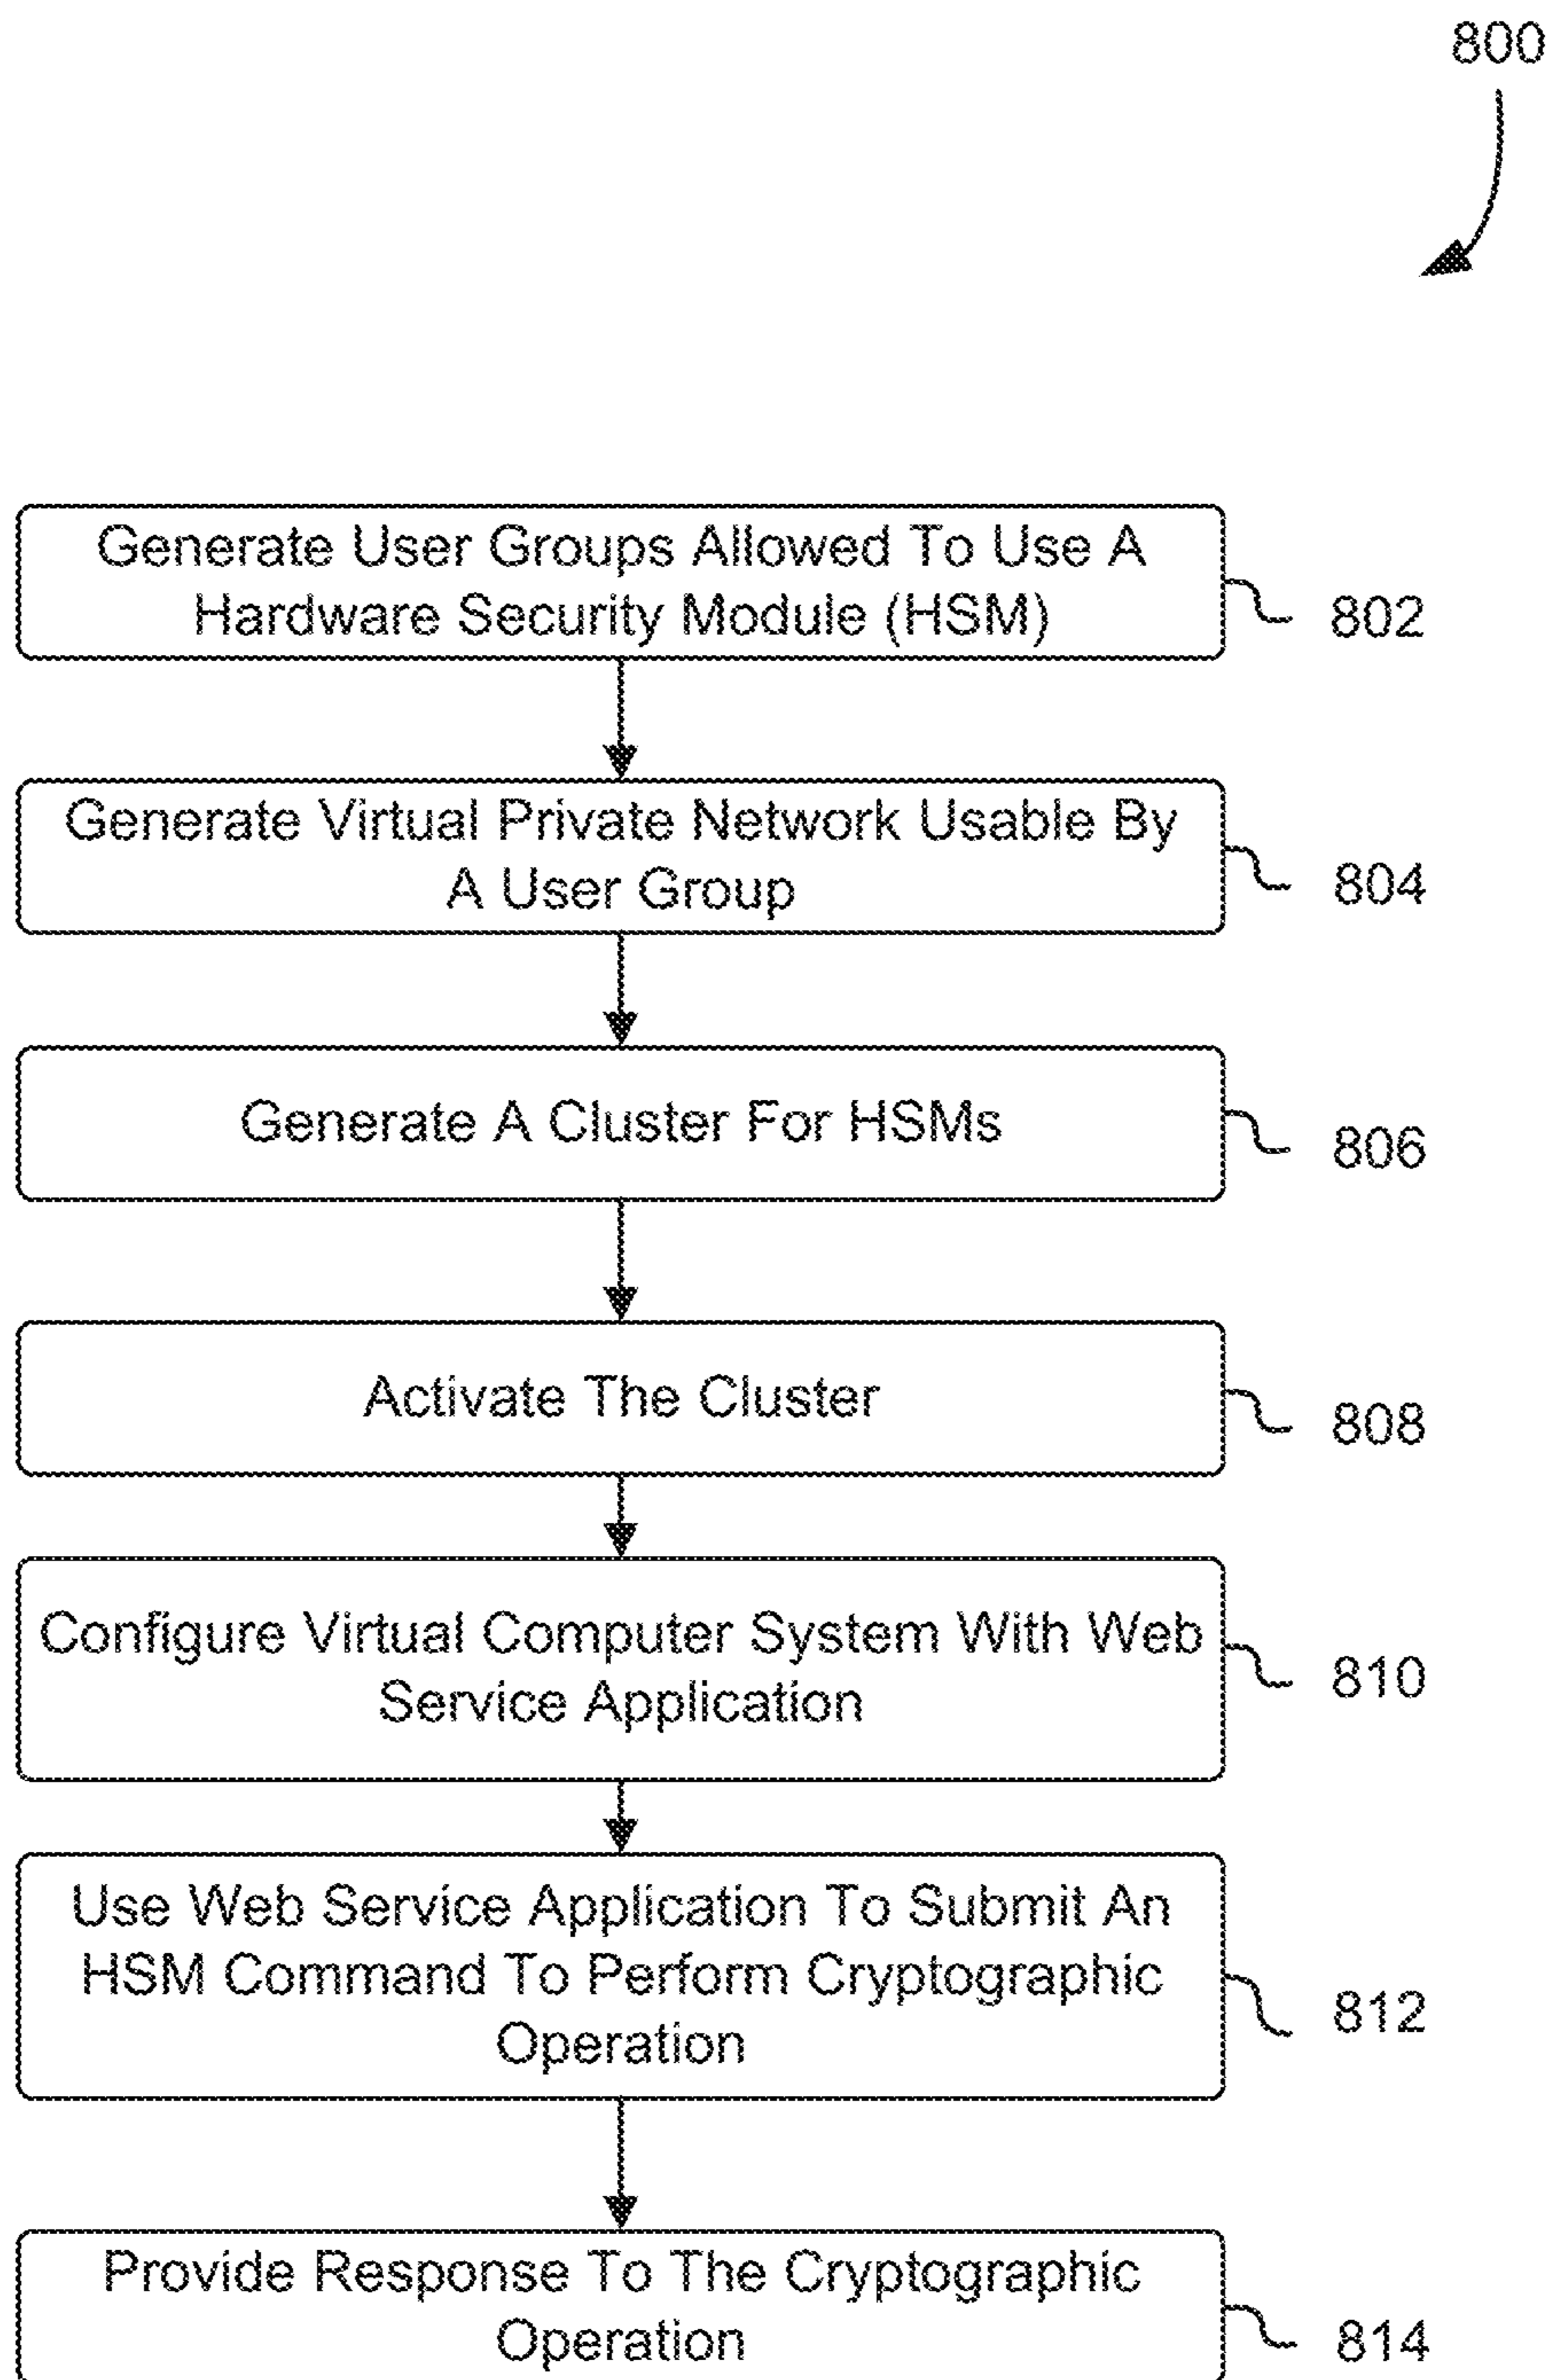 800
Generate User Groups Allowed To Use A
Hardware Security Module (HSM)
802
Generate Virtual Private Network Usable By
A User Group
804
Generate A Cluster For HSMs
806
Activate The Cluster
808
Configure Virtual Computer System With Web
Service Application
810
Use Web Service Application To Submit An
HSM Command To Perform Cryptographic
Operation
812
Provide Response To The Cryptographic
Operation
814